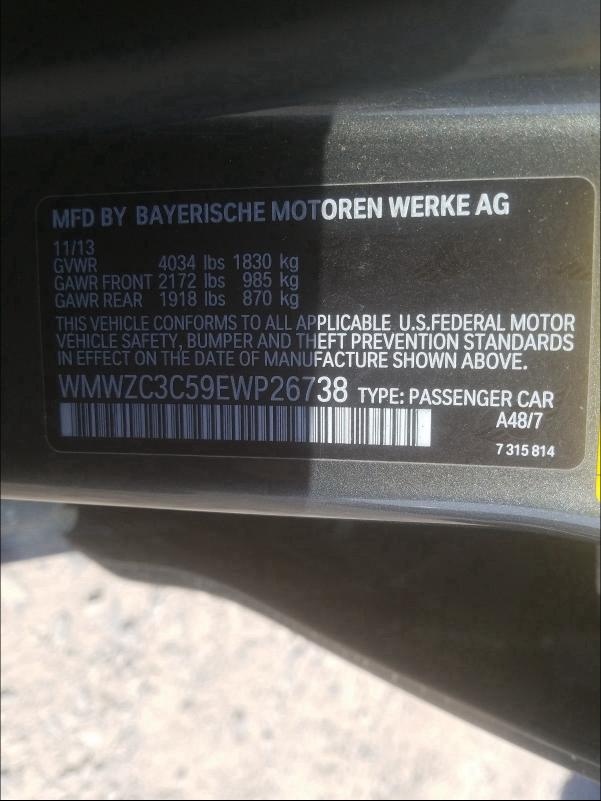 MFD BY BAYERISCHE MOTOREN WERKE AG
11/13
GVWR 4034 lbs 1830 kg
GAWR FRONT 2172 lbs 985 kg
GAWR REAR 1918 lbs 870 kg
THIS VEHICLE CONFORMS TO ALL APPLICABLE U.S.FEDERAL MOTOR
VEHICLE SAFETY, BUMPER AND THEFT PREVENTION STANDARDS
IN EFFECT ON THE DATE OF MANUFACTURE SHOWN ABOVE.
WMWZC3C59EWP26738 TYPE: PASSENGER CAR
A48/7
7 315 814